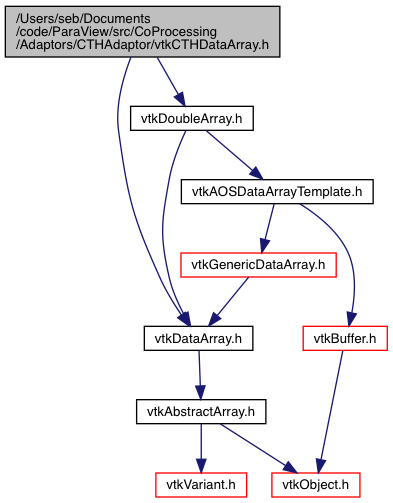 /Users/seb/Documents
/code/ParaView/src/CoProcessing
/Adaptors/CTHAdaptor/vtkCTHDataArray.h
vtkDoubleArray.h
vtkAOSDataArrayTemplate.h
vtkGenericDataArray.h
vtkDataArray.h
vtkBuffer.h
vtkAbstractArray.h
vtkVariant.h
vtkObject.h